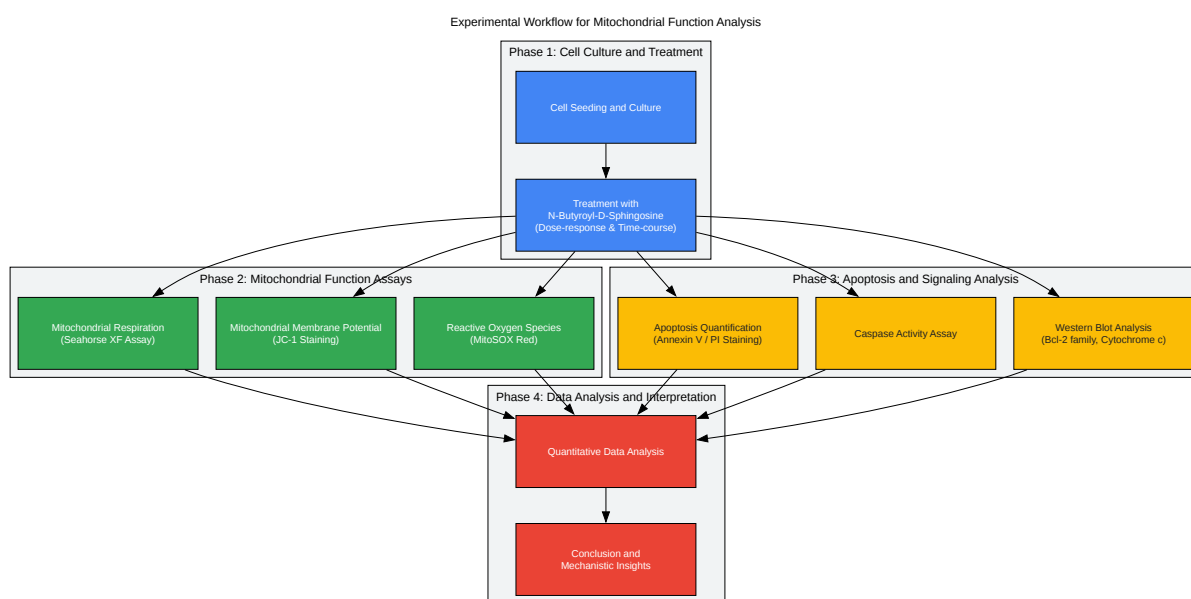 Experimental Workflow for Mitochondrial Function Analysis
Phase 1: Cell Culture and Treatment
Cell Seeding and Culture
Treatment with
N-Butyroyl-D-Sphingosine
(Dose-response & Time-course)
Phase 2: Mitochondrial Function Assays
Mitochondrial Respiration
(Seahorse XF Assay)
Mitochondrial Membrane Potential
(JC-1 Staining)
Reactive Oxygen Species
(MitoSOX Red)
Phase 3: Apoptosis and Signaling Analysis
Apoptosis Quantification
(Annexin V / PI Staining)
Caspase Activity Assay
Western Blot Analysis
(Bcl-2 family, Cytochrome c)
Phase 4: Data Analysis and Interpretation
Quantitative Data Analysis
Conclusion and
Mechanistic Insights